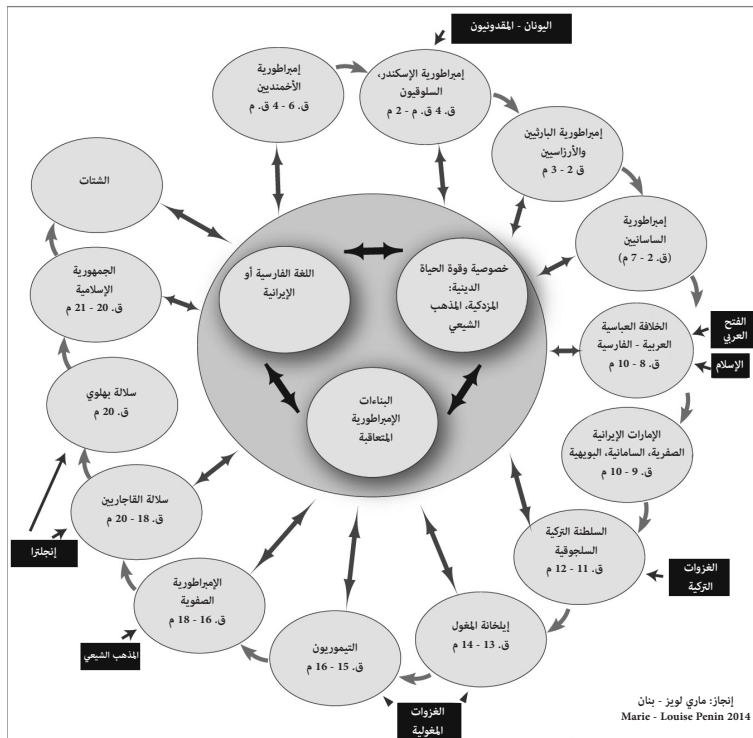 اليونان - المقدونيون
إمبراطورية
الأخمنديين
ق. 6 - 4 ق. م
إمبراطورية الإسكندر،
السلوقيون
ق. 4 ق. م - 2 م
إمبراطورية البارثيين
والأرزاسيين
ق 2 - 3 م
إمبراطورية
الساسانيين
(ق. 2 - 7 م)
الفتح
العربي
الإسلام
الخلافة العباسية
العربية - الفارسية
ق. 8 - 10 م
الإمارات الإيرانية
الصفرية، السامانية، البويهية
ق. 9 - 10 م
السلطنة التركية
السلجوقية
ق. 11 - 12 م
الغزوات
التركية
إيلخانة المغول
ق. 13 - 14 م
الغزوات
المغولية
التيموريون
ق. 15 - 16 م
الإمبراطورية
الصفوية
ق. 16 - 18 م
المذهب الشيعي
سلالة القاجاريين
ق. 18 - 20 م
إنجلترا
سلالة بهلوي
ق. 20 م
الجمهورية
الإسلامية
ق. 20 - 21 م
الشتات
خصوصية وقوة الحياة
الدينية:
المزدكية، المذهب
الشيعي
اللغة الفارسية أو
الإيرانية
البناءات
الإمبراطورية
المتعاقبة
إنجاز: ماري لويز - بنان
Marie - Louise Penin 2014